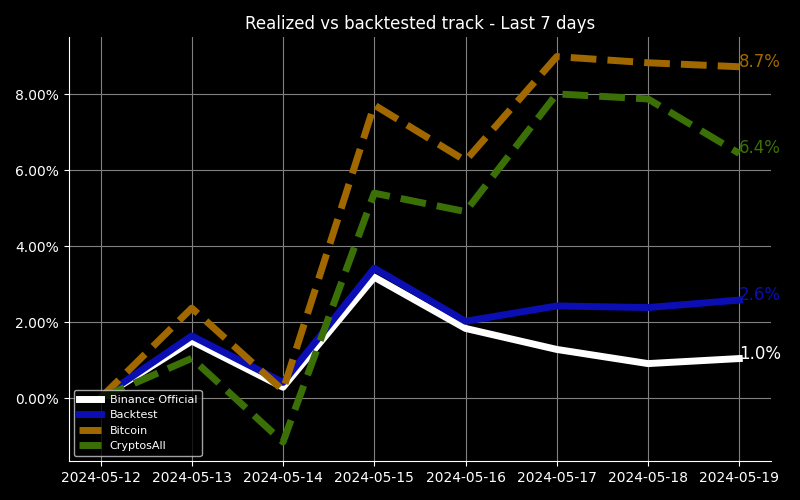 Realized vs backtested track - Last 7 days
8.7%
8.00%
6.4%
6.00%
4.00%
2.6%
2.00%
1.0%
0.00%
Binance Official
Backtest
Bitcoin
CryptosAll
2024-05-12 2024-05-13 2024-05-14 2024-05-15 2024-05-16 2024-05-17 2024-05-18 2024-05-19